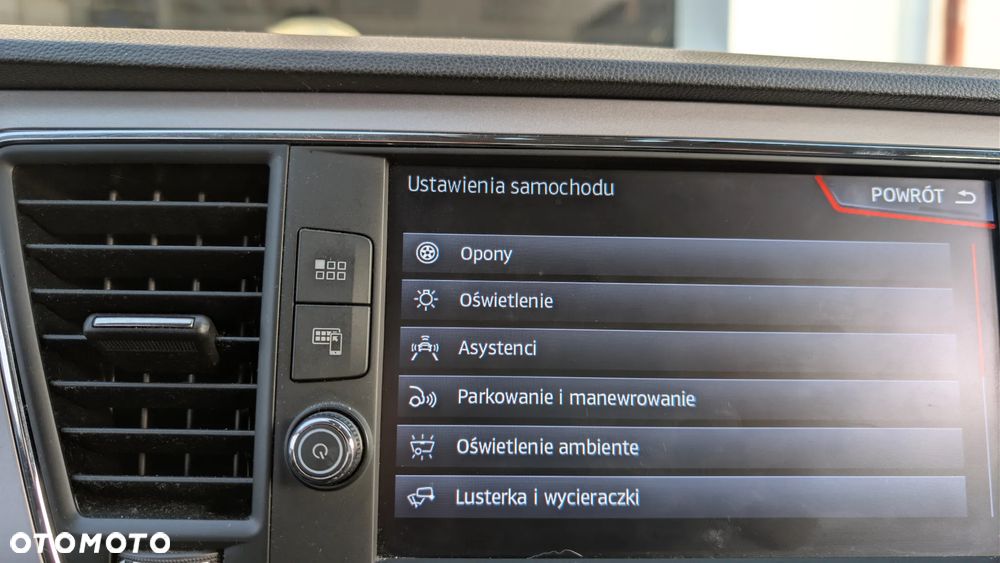 Ustawienia samochodu
POWRÓT
Opony
Oświetlenie
Asystenci
Parkowanie i manewrowanie
Oświetlenie ambiente
Lusterka i wycieraczki
OTOMOTO